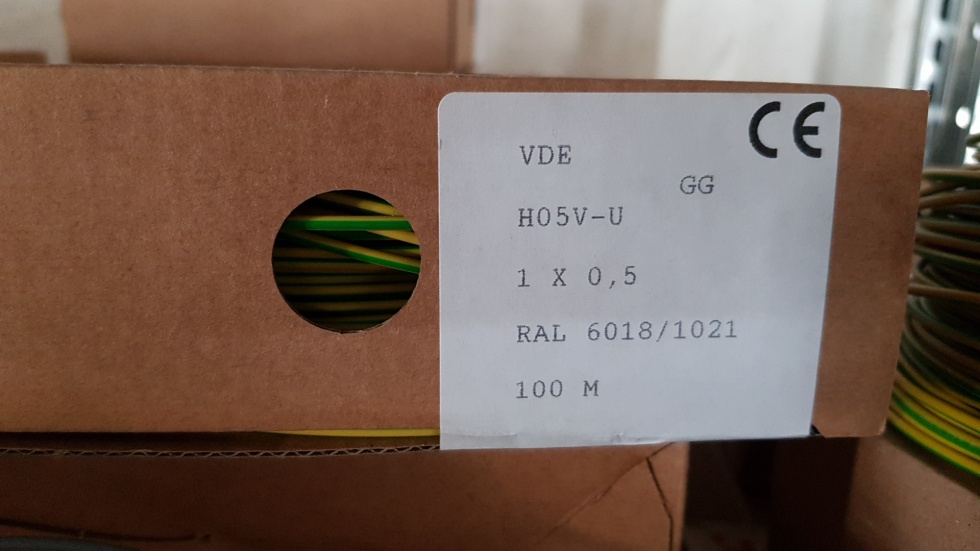 CE
VDE
GG
H05V-U
1 X 0,5
RAL 6018/1021
100 M